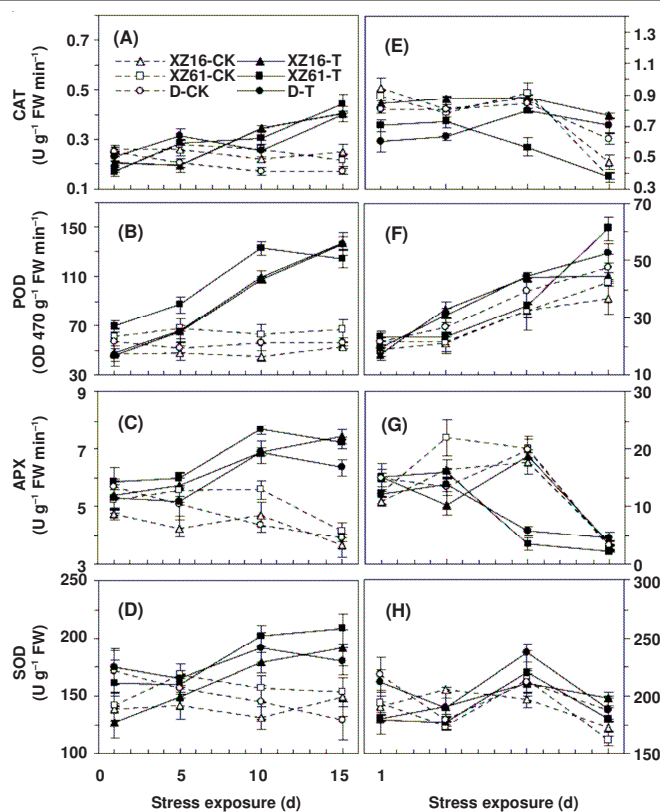 (A)
XZ16-CK XZ16-T
XZ61-CK XZ61-T
D-CK D-T
CAT
(U g⁻¹ FW min⁻¹)
0.7
0.5
0.3
0.1
(E)
1.3
1.1
0.9
0.7
0.5
0.3
(B)
POD
(OD 470 g⁻¹ FW min⁻¹)
150
110
70
30
(F)
70
50
30
10
(C)
APX
(U g⁻¹ FW min⁻¹)
9
7
5
3
(G)
30
20
10
0
(D)
SOD
(U g⁻¹ FW)
250
200
150
100
(H)
300
250
200
150
0 5 10 15
Stress exposure (d)
1 5 10 15
Stress exposure (d)